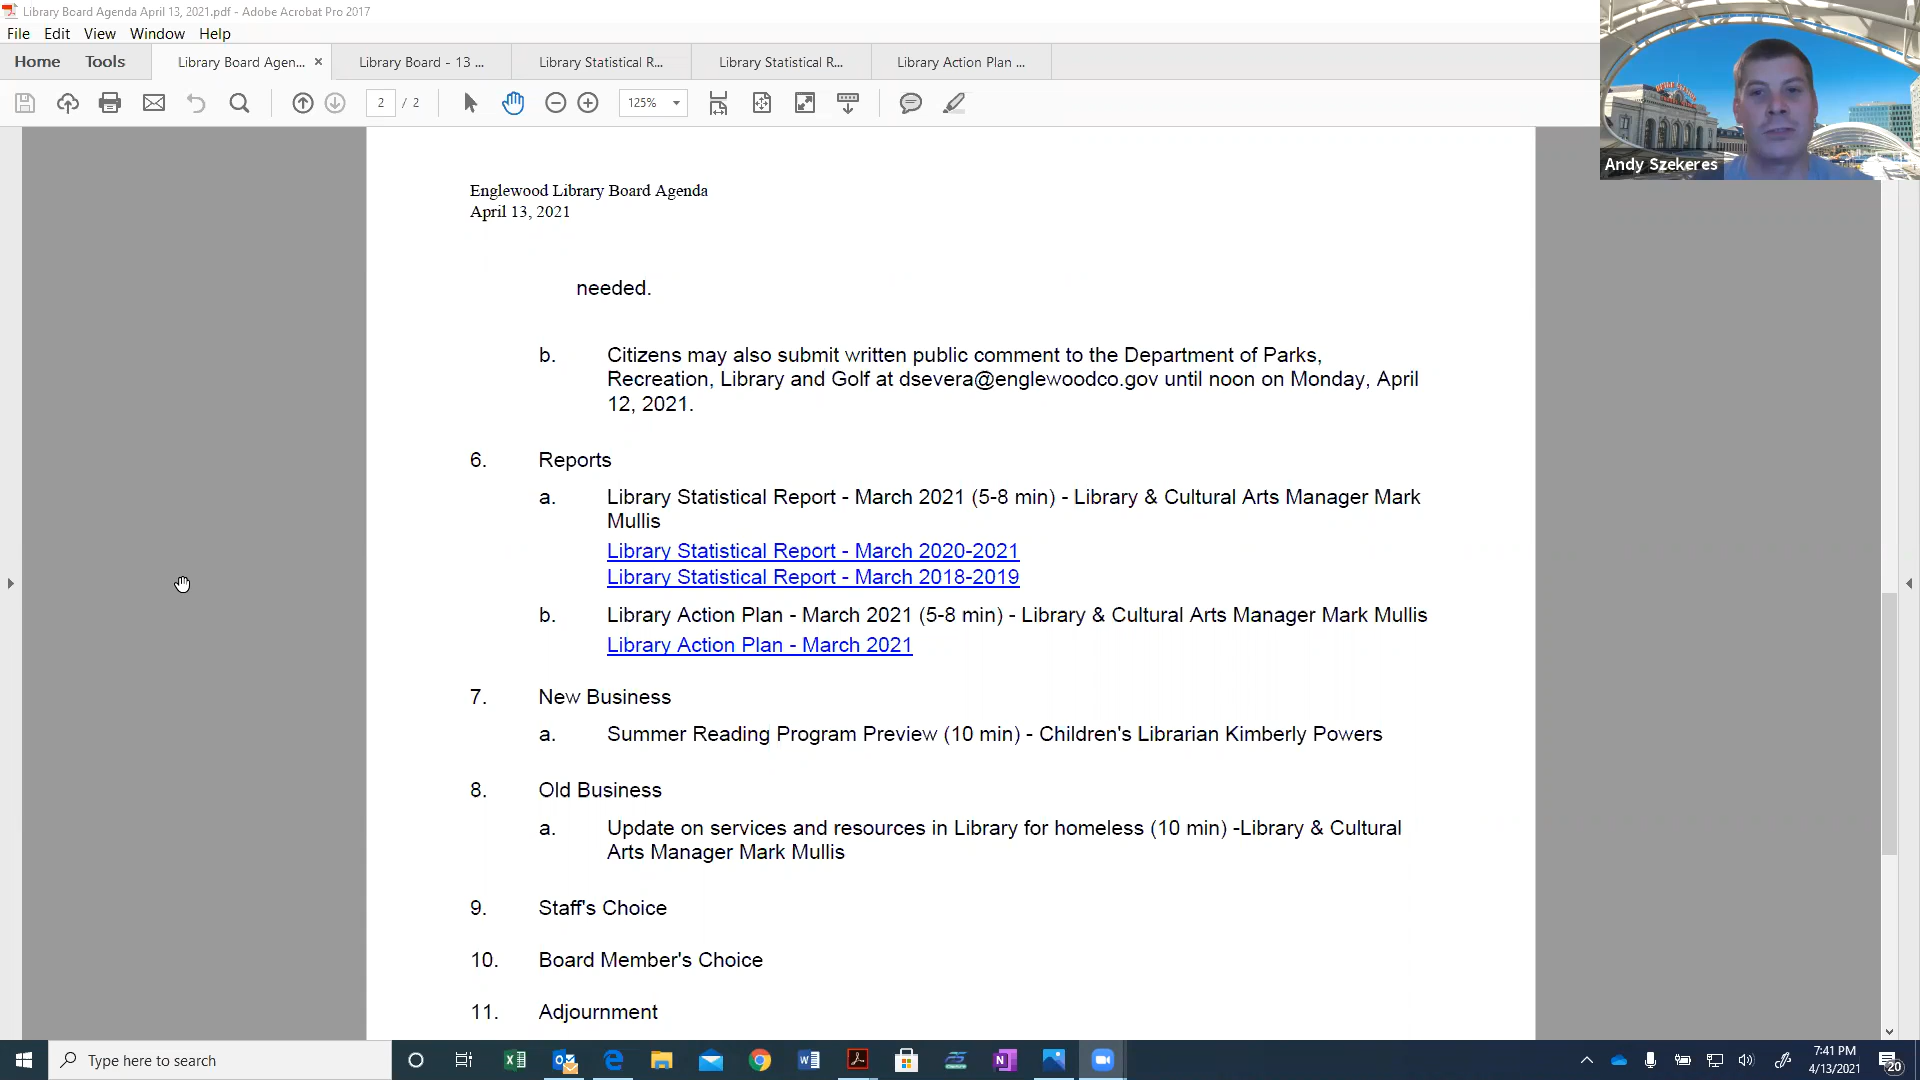 Library Board Agenda April 13, 2021.pdf - Adobe Acrobat Pro 2017
File Edit View Window Help
Home Tools Library Board Agen... × Library Board - 13 ... Library Statistical R... Library Statistical R... Library Action Plan ...
2 / 2 125%
Andy Szekeres
Englewood Library Board Agenda
April 13, 2021
needed.
b. Citizens may also submit written public comment to the Department of Parks,
Recreation, Library and Golf at dsevera@englewoodco.gov until noon on Monday, April
12, 2021.
6. Reports
a. Library Statistical Report - March 2021 (5-8 min) - Library & Cultural Arts Manager Mark
Mullis
Library Statistical Report - March 2020-2021
Library Statistical Report - March 2018-2019
b. Library Action Plan - March 2021 (5-8 min) - Library & Cultural Arts Manager Mark Mullis
Library Action Plan - March 2021
7. New Business
a. Summer Reading Program Preview (10 min) - Children's Librarian Kimberly Powers
8. Old Business
a. Update on services and resources in Library for homeless (10 min) -Library & Cultural
Arts Manager Mark Mullis
9. Staff's Choice
10. Board Member's Choice
11. Adjournment
Type here to search
7:41 PM
4/13/2021
20